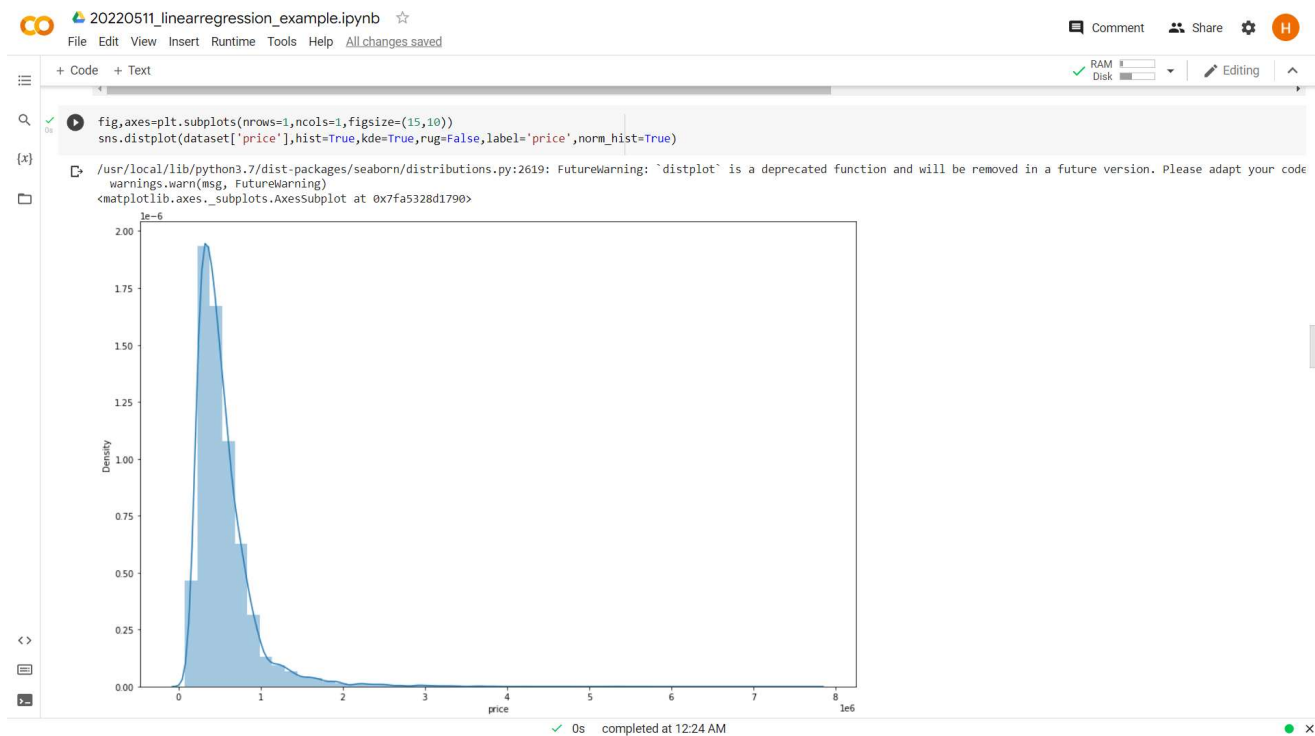 20220511_linearregression_example.ipynb
Comment Share H
File Edit View Insert Runtime Tools Help All changes saved
+ Code + Text
RAM
Disk
Editing
0s
fig,axes=plt.subplots(nrows=1,ncols=1,figsize=(15,10))
sns.distplot(dataset['price'],hist=True,kde=True,rug=False,label='price',norm_hist=True)
{x}
/usr/local/lib/python3.7/dist-packages/seaborn/distributions.py:2619: FutureWarning: `distplot` is a deprecated function and will be removed in a future version. Please adapt your code
warnings.warn(msg, FutureWarning)
<matplotlib.axes._subplots.AxesSubplot at 0x7fa5328d1790>
1e-6
2.00
1.75
1.50
1.25
1.00
0.75
0.50
0.25
0.00
Density
0 1 2 3 4 5 6 7 8
price
1e6
0s completed at 12:24 AM